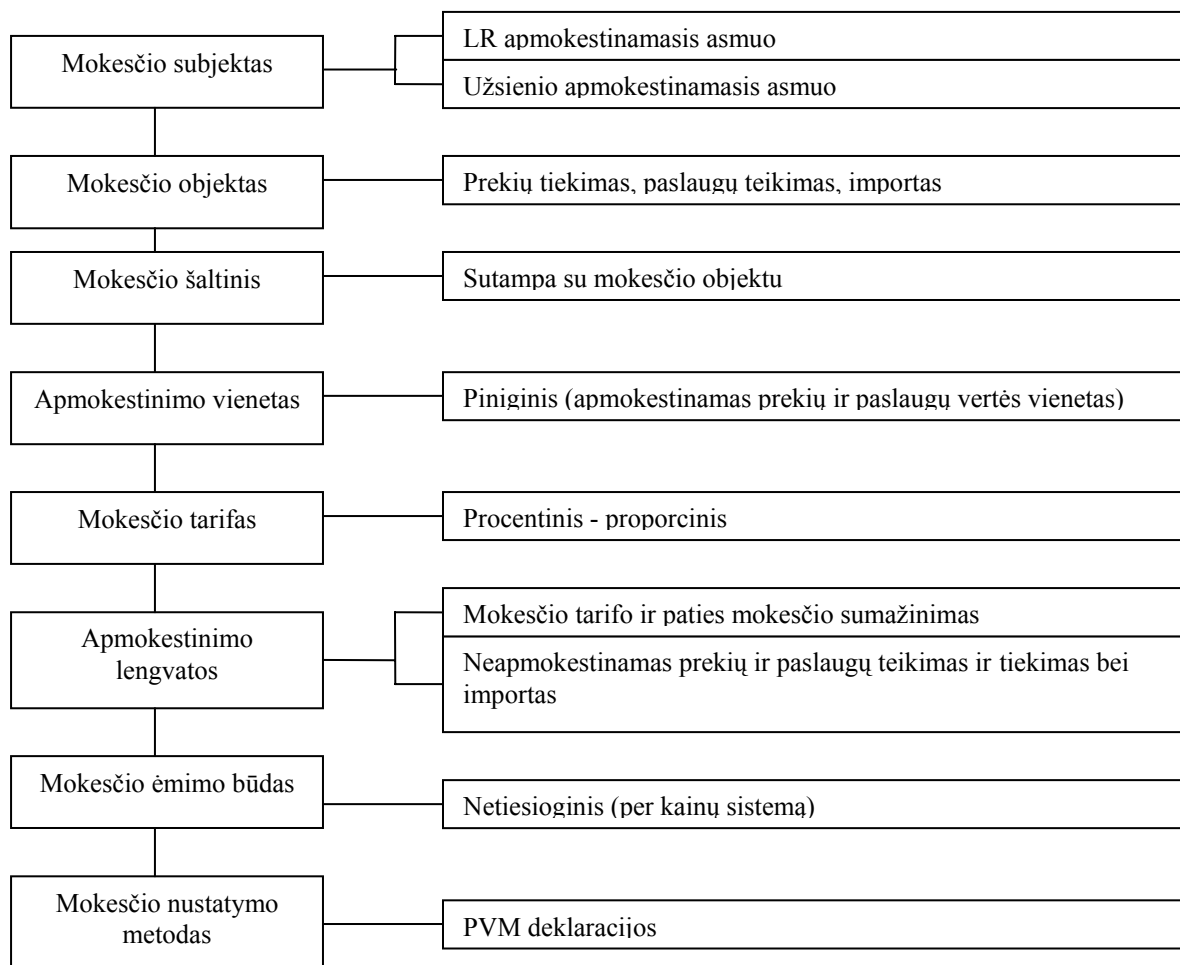 Mokesčio subjektas
LR apmokestinamasis asmuo
Užsienio apmokestinamasis asmuo
Mokesčio objektas
Prekių tiekimas, paslaugų teikimas, importas
Mokesčio šaltinis
Sutampa su mokesčio objektu
Apmokestinimo vienetas
Piniginis (apmokestinamas prekių ir paslaugų vertės vienetas)
Mokesčio tarifas
Procentinis - proporcinis
Apmokestinimo
lengvatos
Mokesčio tarifo ir paties mokesčio sumažinimas
Neapmokestinamas prekių ir paslaugų teikimas ir tiekimas bei
importas
Mokesčio ėmimo būdas
Netiesioginis (per kainų sistemą)
Mokesčio nustatymo
metodas
PVM deklaracijos